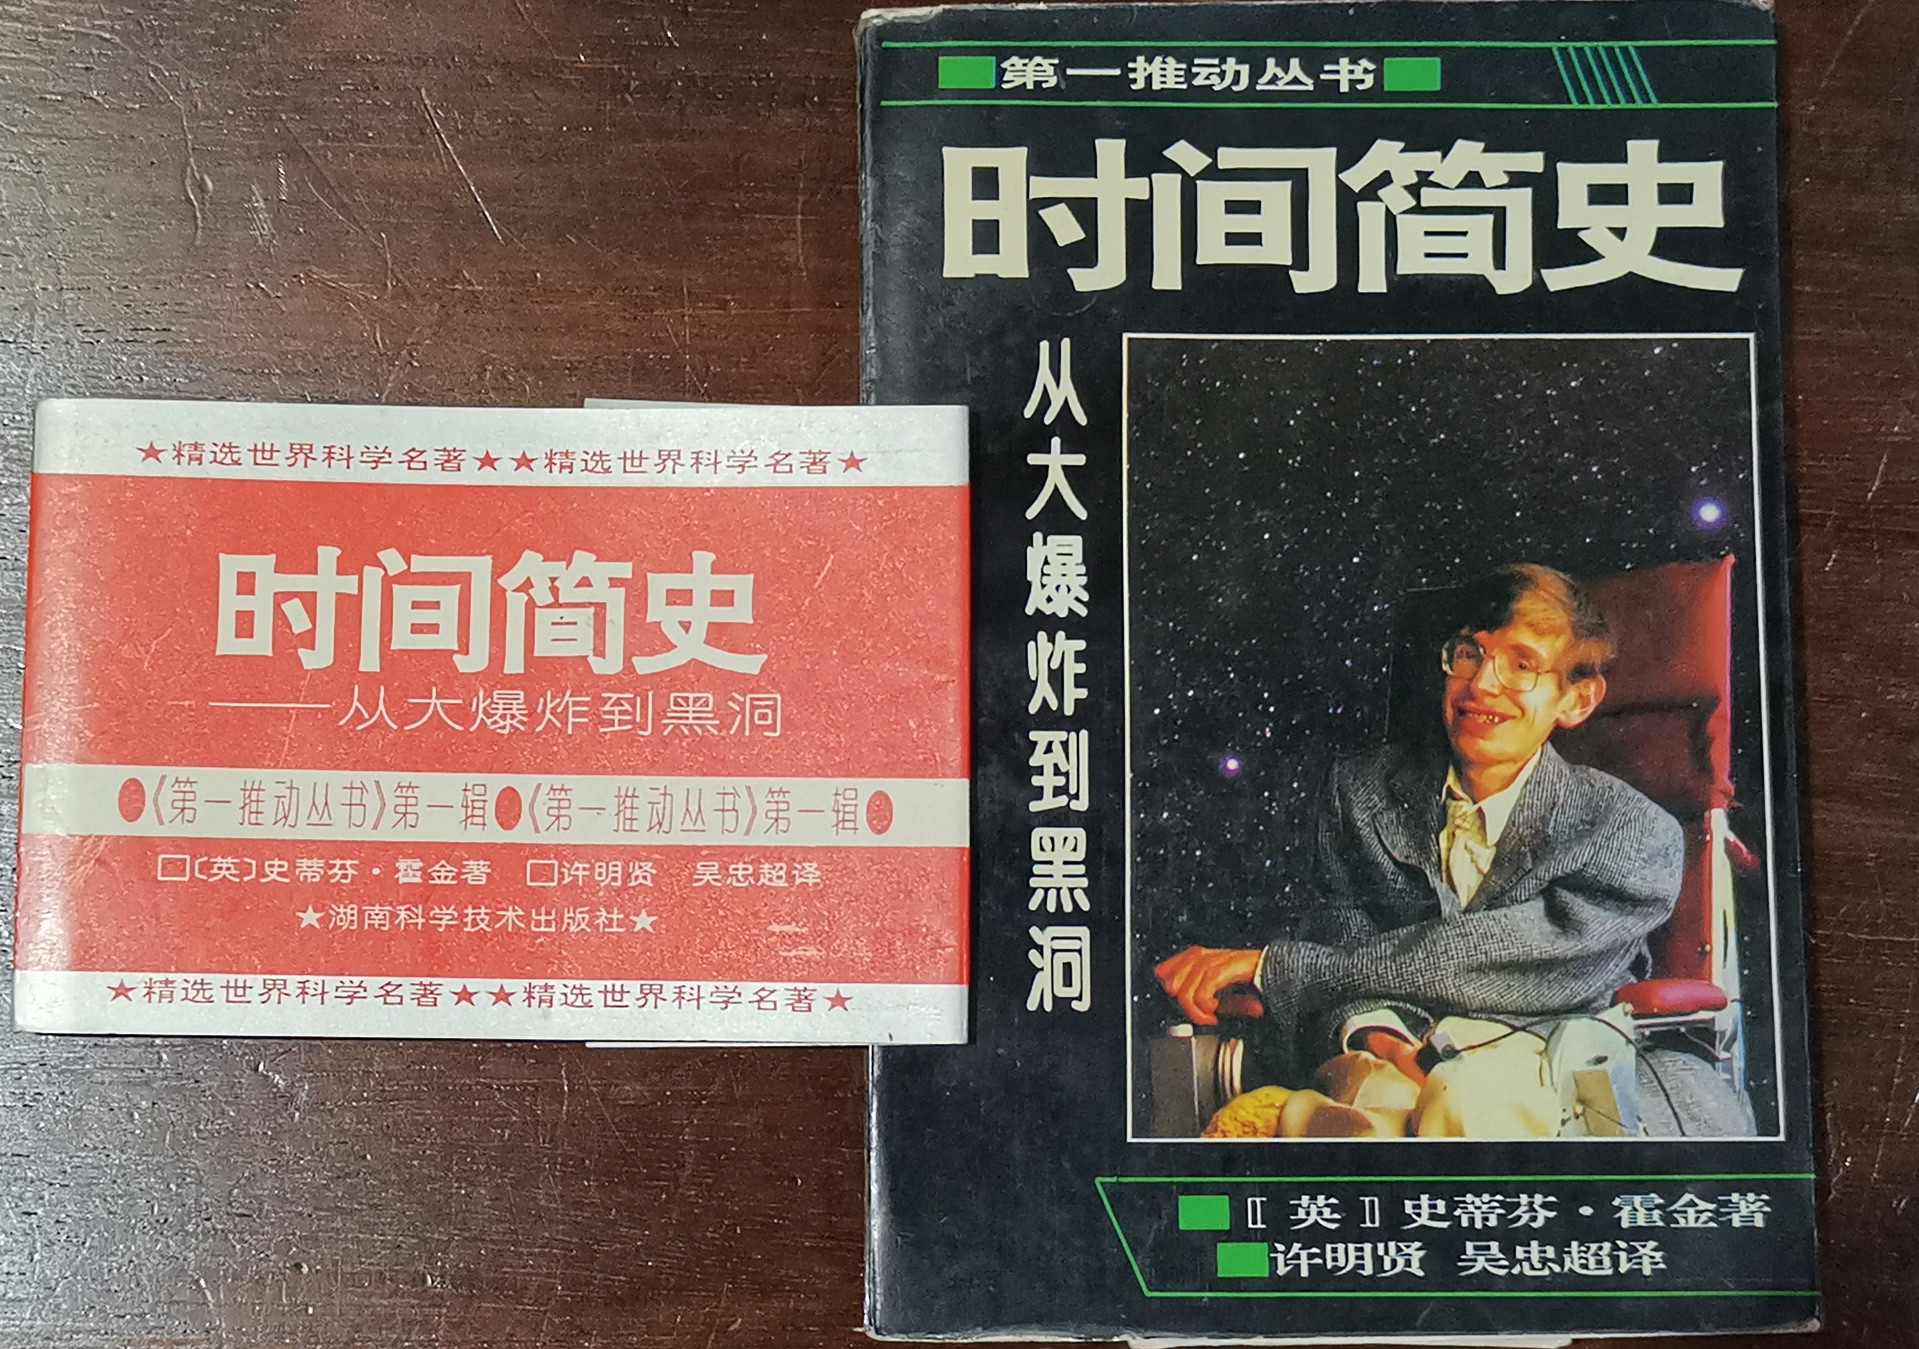 ★精选世界科学名著★★精选世界科学名著★
时间简史
——从大爆炸到黑洞
●《第一推动丛书》第一辑●《第一推动丛书》第一辑●
□〔英〕史蒂芬·霍金著 □许明贤 吴忠超译
★湖南科学技术出版社★
★精选世界科学名著★★精选世界科学名著★
第一推动丛书
时间简史
从大爆炸到黑洞
〖英〗史蒂芬·霍金著
许明贤 吴忠超译